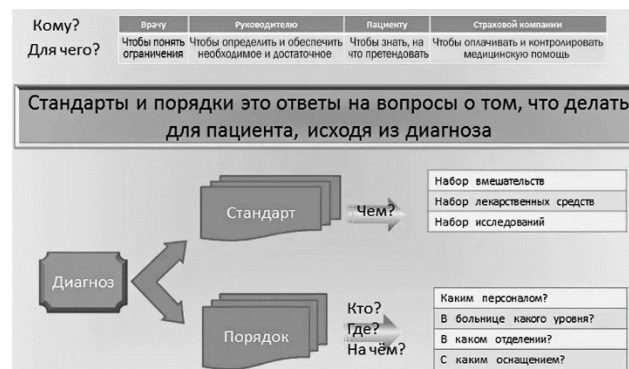 Кому?
Врачу Руководителю Пациенту Страховой компании
Для чего?
Чтобы понять Чтобы определить и обеспечить Чтобы знать, на Чтобы оплачивать и контролировать
ограничения необходимое и достаточное что претендовать медицинскую помощь
Стандарты и порядки это ответы на вопросы о том, что делать
для пациента, исходя из диагноза
Диагноз
Стандарт
Чем?
Набор вмешательств
Набор лекарственных средств
Набор исследований
Порядок
Кто?
Где?
На чём?
Каким персоналом?
В больнице какого уровня?
В каком отделении?
С каким оснащением?